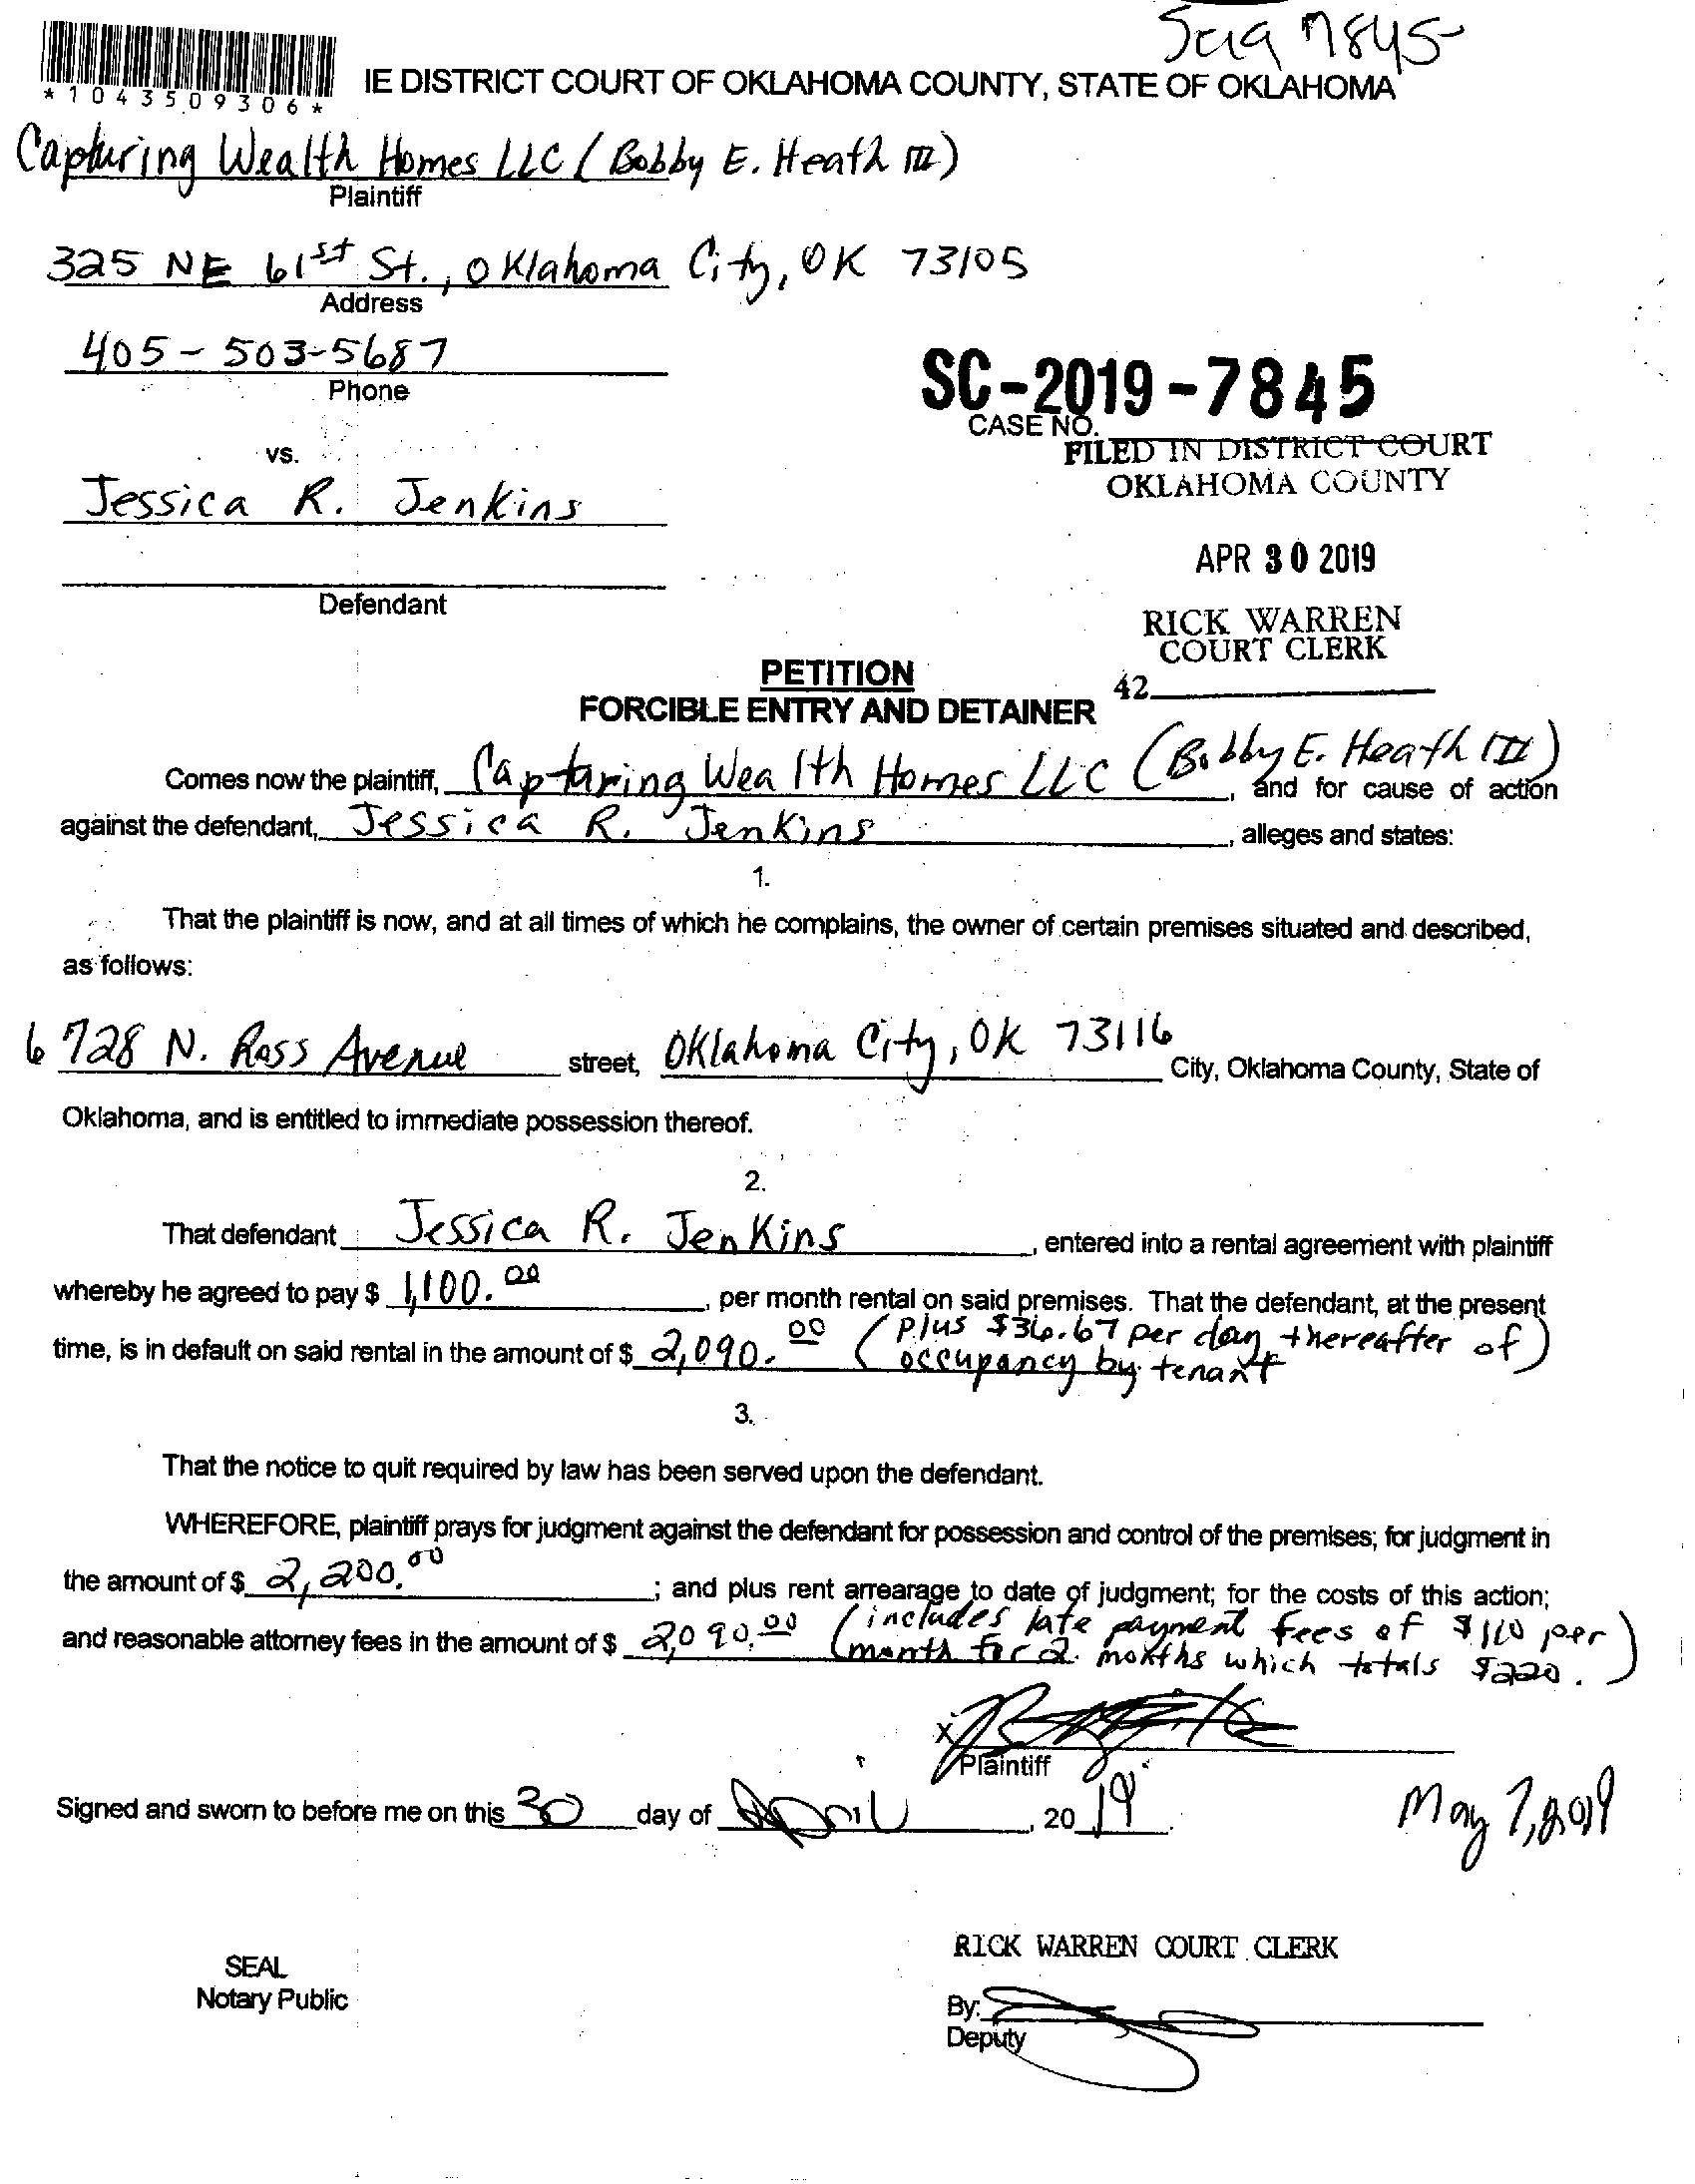 Sc19 7845
*1043509306*
IE DISTRICT COURT OF OKLAHOMA COUNTY, STATE OF OKLAHOMA
Capturing Wealth Homes LLC (Bobby E. Heath III)
Plaintiff
325 NE 61st St., Oklahoma City, OK 73105
Address
405-503-5687
Phone
SC-2019-7845
CASE NO.
vs.
FILED IN DISTRICT COURT
OKLAHOMA COUNTY
Jessica R. Jenkins
APR 30 2019
Defendant
RICK WARREN
COURT CLERK
PETITION
42
FORCIBLE ENTRY AND DETAINER
Comes now the plaintiff, Capturing Wealth Homes LLC (Bobby E. Heath III), and for cause of action
against the defendant, Jessica R. Jenkins, alleges and states:
1.
That the plaintiff is now, and at all times of which he complains, the owner of certain premises situated and described,
as follows:
6728 N. Ross Avenue street, Oklahoma City, OK 73116 City, Oklahoma County, State of
Oklahoma, and is entitled to immediate possession thereof.
2.
That defendant Jessica R. Jenkins, entered into a rental agreement with plaintiff
whereby he agreed to pay $ 1,100.00, per month rental on said premises. That the defendant, at the present
time, is in default on said rental in the amount of $ 2,090.00 (plus $36.67 per day thereafter of
occupancy by tenant)
3.
That the notice to quit required by law has been served upon the defendant.
WHEREFORE, plaintiff prays for judgment against the defendant for possession and control of the premises; for judgment in
the amount of $ 2,200.00; and plus rent arrearage to date of judgment; for the costs of this action;
and reasonable attorney fees in the amount of $ 2,090.00 (includes late payment fees of $110 per
month for 2 months which totals $220.)
X
Plaintiff
Signed and sworn to before me on this 30 day of April, 2019.
May 7, 2019
RICK WARREN COURT CLERK
SEAL
Notary Public
By:
Deputy